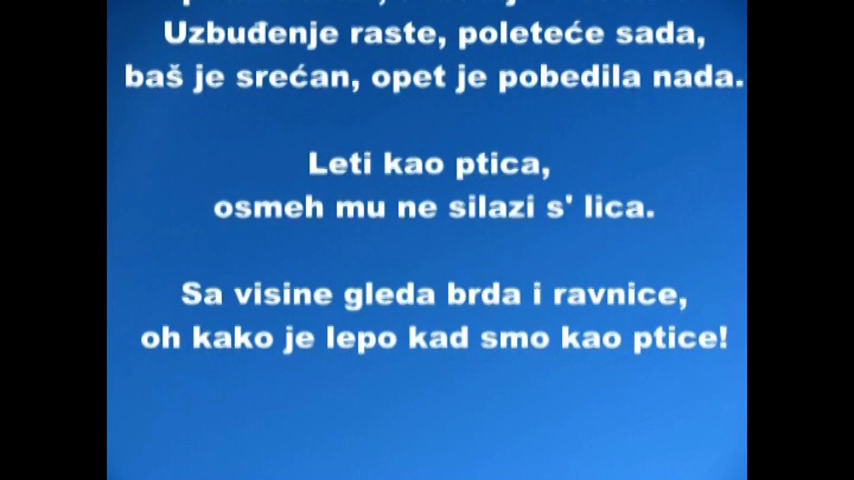 Uzbuđenje raste, poleteće sada,
baš je srećan, opet je pobedila nada.
Leti kao ptica,
osmeh mu ne silazi s' lica.
Sa visine gleda brda i ravnice,
oh kako je lepo kad smo kao ptice!